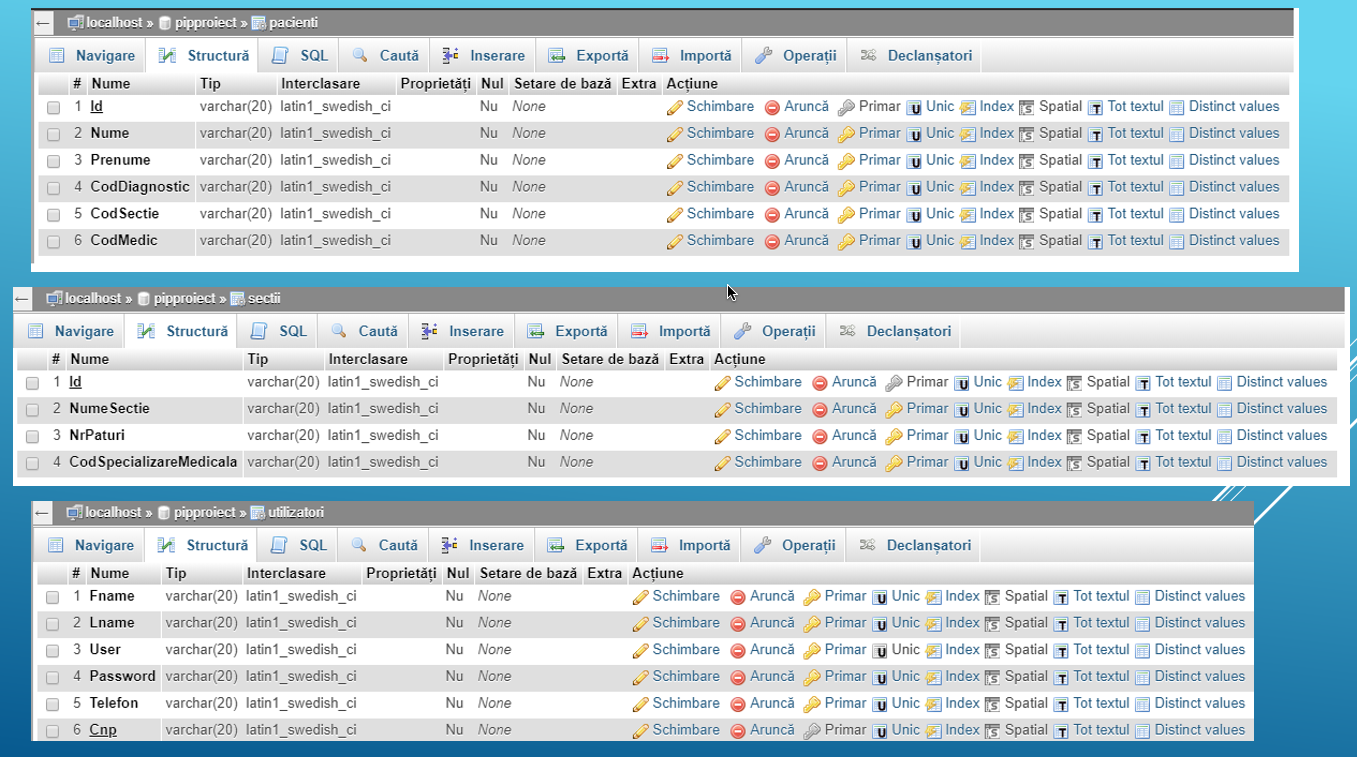 localhost » pipproiect » pacienti
Navigare Structură SQL Caută Inserare Exportă Importă Operații Declanșatori
# Nume Tip Interclasare Proprietăți Nul Setare de bază Extra Acțiune
1 Id varchar(20) latin1_swedish_ci Nu None Schimbare Aruncă Primar Unic Index Spatial Tot textul Distinct values
2 Nume varchar(20) latin1_swedish_ci Nu None Schimbare Aruncă Primar Unic Index Spatial Tot textul Distinct values
3 Prenume varchar(20) latin1_swedish_ci Nu None Schimbare Aruncă Primar Unic Index Spatial Tot textul Distinct values
4 CodDiagnostic varchar(20) latin1_swedish_ci Nu None Schimbare Aruncă Primar Unic Index Spatial Tot textul Distinct values
5 CodSectie varchar(20) latin1_swedish_ci Nu None Schimbare Aruncă Primar Unic Index Spatial Tot textul Distinct values
6 CodMedic varchar(20) latin1_swedish_ci Nu None Schimbare Aruncă Primar Unic Index Spatial Tot textul Distinct values
localhost » pipproiect » sectii
Navigare Structură SQL Caută Inserare Exportă Importă Operații Declanșatori
# Nume Tip Interclasare Proprietăți Nul Setare de bază Extra Acțiune
1 Id varchar(20) latin1_swedish_ci Nu None Schimbare Aruncă Primar Unic Index Spatial Tot textul Distinct values
2 NumeSectie varchar(20) latin1_swedish_ci Nu None Schimbare Aruncă Primar Unic Index Spatial Tot textul Distinct values
3 NrPaturi varchar(20) latin1_swedish_ci Nu None Schimbare Aruncă Primar Unic Index Spatial Tot textul Distinct values
4 CodSpecializareMedicala varchar(20) latin1_swedish_ci Nu None Schimbare Aruncă Primar Unic Index Spatial Tot textul Distinct values
localhost » pipproiect » utilizatori
Navigare Structură SQL Caută Inserare Exportă Importă Operații Declanșatori
# Nume Tip Interclasare Proprietăți Nul Setare de bază Extra Acțiune
1 Fname varchar(20) latin1_swedish_ci Nu None Schimbare Aruncă Primar Unic Index Spatial Tot textul Distinct values
2 Lname varchar(20) latin1_swedish_ci Nu None Schimbare Aruncă Primar Unic Index Spatial Tot textul Distinct values
3 User varchar(20) latin1_swedish_ci Nu None Schimbare Aruncă Primar Unic Index Spatial Tot textul Distinct values
4 Password varchar(20) latin1_swedish_ci Nu None Schimbare Aruncă Primar Unic Index Spatial Tot textul Distinct values
5 Telefon varchar(20) latin1_swedish_ci Nu None Schimbare Aruncă Primar Unic Index Spatial Tot textul Distinct values
6 Cnp varchar(20) latin1_swedish_ci Nu None Schimbare Aruncă Primar Unic Index Spatial Tot textul Distinct values